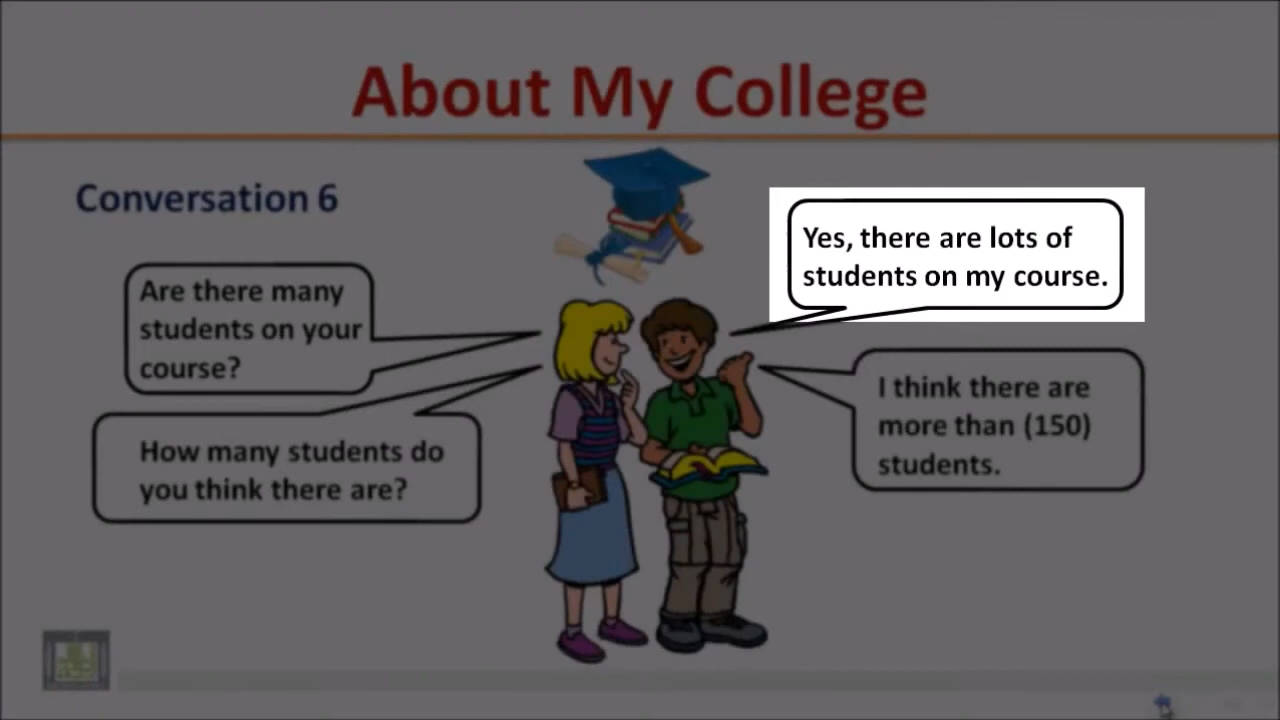 About My College
Conversation 6
Are there many
students on your
course?
Yes, there are lots of
students on my course.
How many students do
you think there are?
I think there are
more than (150)
students.